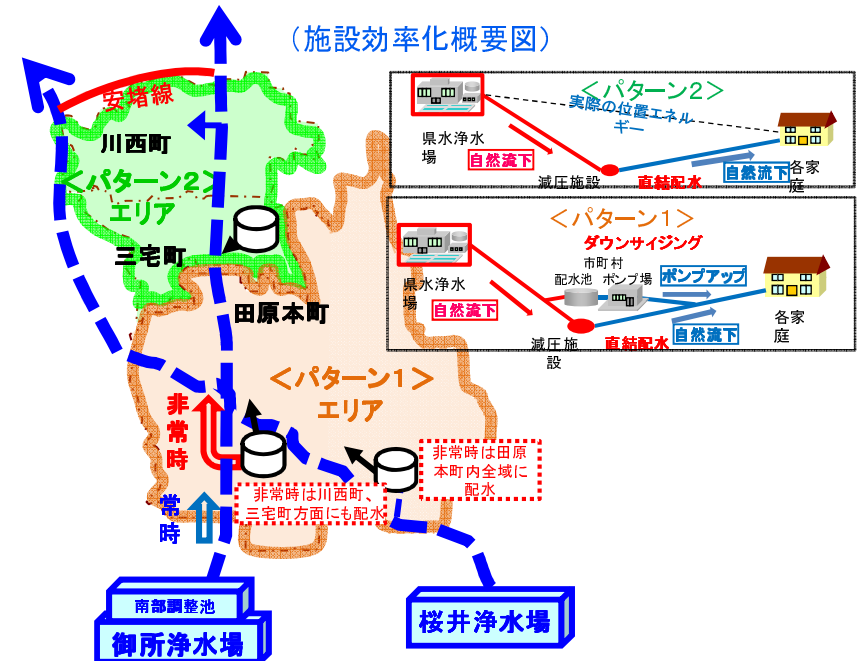 （施設効率化概要図）
安堵線
川西町
＜パターン２＞
エリア
三宅町
田原本町
＜パターン１＞
エリア
非常時
常時
非常時は川西町、
三宅町方面にも配水
非常時は田原
本町内全域に
配水
南部調整池
御所浄水場
桜井浄水場
＜パターン２＞
実際の位置エネル
ギー
県水浄水
場
自然流下
減圧施設
直結配水
自然流下
各家
庭
＜パターン１＞
ダウンサイジング
市町村
配水池
ポンプ場
ポンプアップ
県水浄水
場
自然流下
減圧施
設
直結配水
自然流下
各家
庭